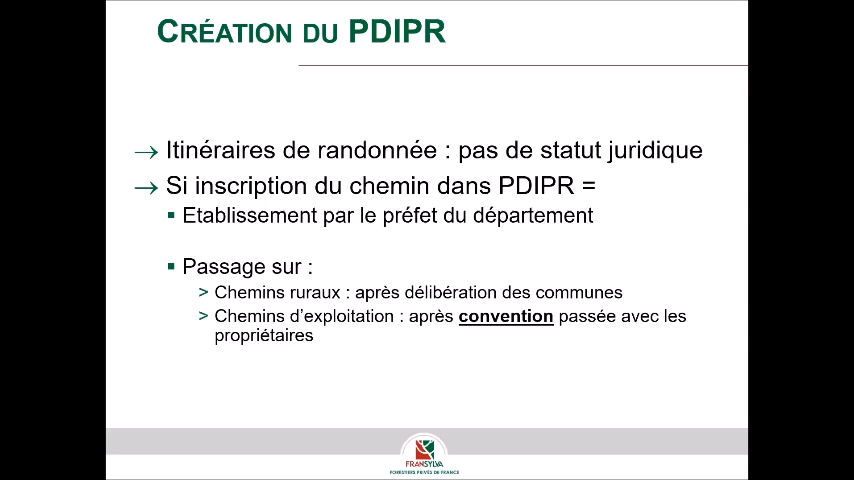 CRÉATION DU PDIPR
→ Itinéraires de randonnée : pas de statut juridique
→ Si inscription du chemin dans PDIPR =
▪ Etablissement par le préfet du département
▪ Passage sur :
> Chemins ruraux : après délibération des communes
> Chemins d’exploitation : après convention passée avec les
propriétaires
FRANSYLVA
FORESTIERS PRIVÉS DE FRANCE